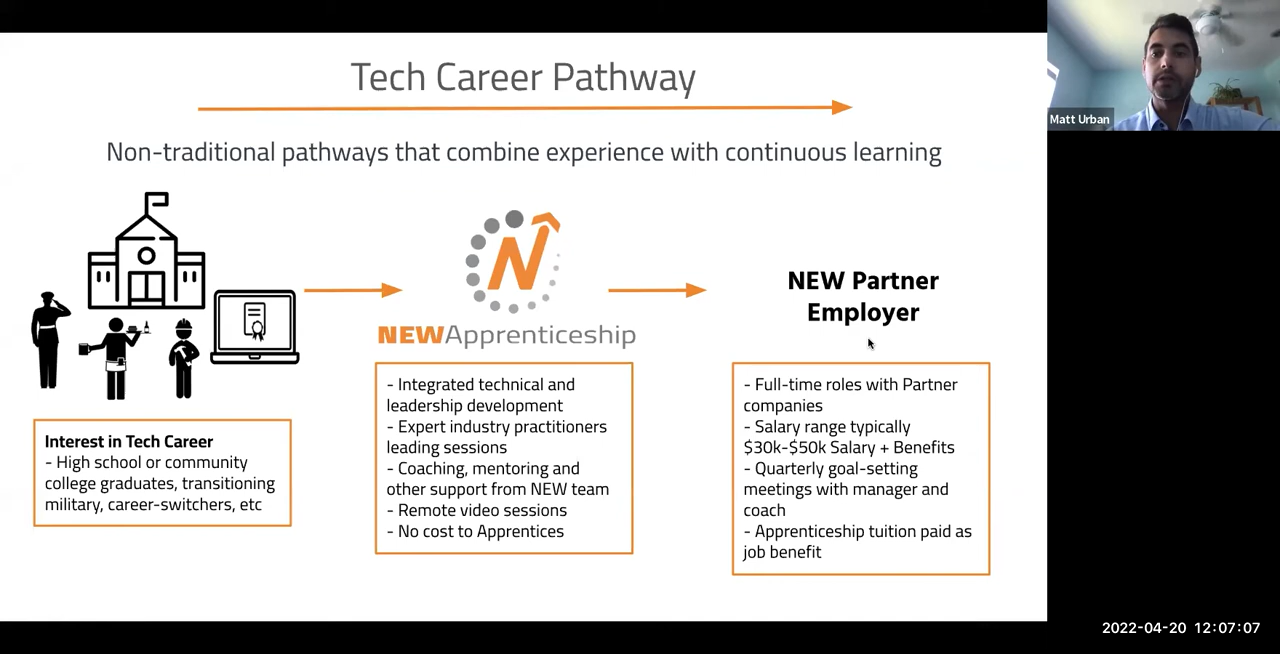 Tech Career Pathway
Non-traditional pathways that combine experience with continuous learning
Interest in Tech Career
- High school or community
college graduates, transitioning
military, career-switchers, etc
N
NEWApprenticeship
- Integrated technical and
leadership development
- Expert industry practitioners
leading sessions
- Coaching, mentoring and
other support from NEW team
- Remote video sessions
- No cost to Apprentices
NEW Partner
Employer
- Full-time roles with Partner
companies
- Salary range typically
$30k-$50k Salary + Benefits
- Quarterly goal-setting
meetings with manager and
coach
- Apprenticeship tuition paid as
job benefit
Matt Urban
2022-04-20 12:07:07